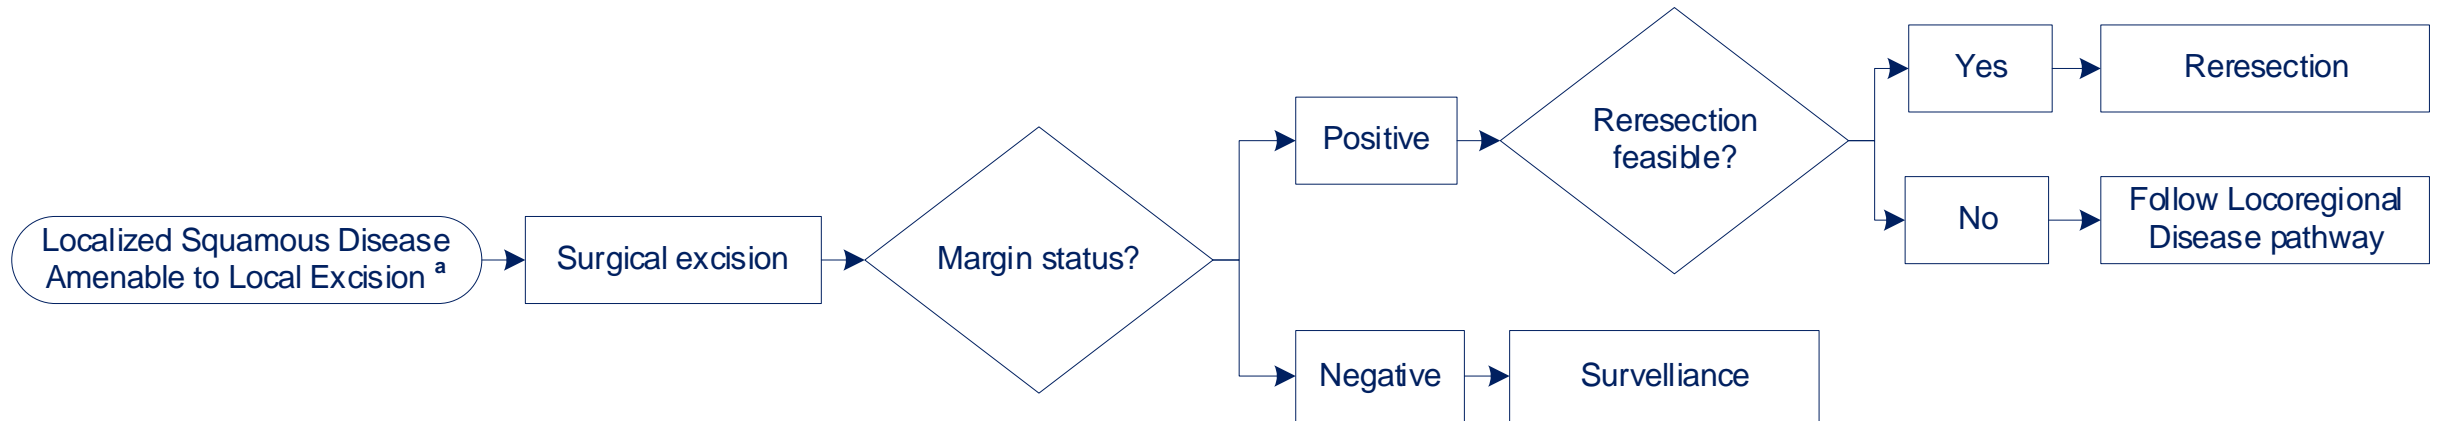 Localized Squamous Disease
Amenable to Local Excision a
Surgical excision
Margin status?
Positive
Reresection
feasible?
Yes
Reresection
No
Follow Locoregional
Disease pathway
Negative
Survelliance